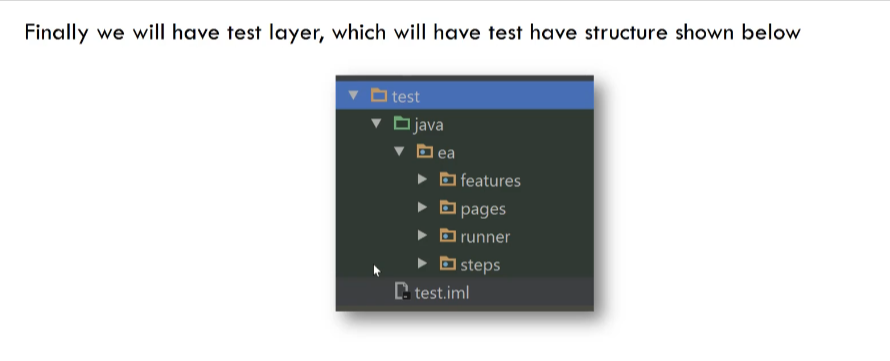 Finally we will have test layer, which will have test have structure shown below
test
java
ea
features
pages
runner
steps
test.iml